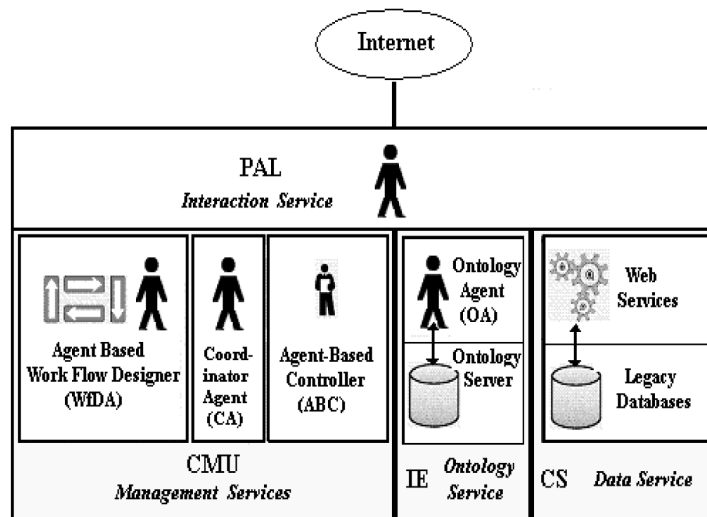 Internet
PAL
Interaction Service
Agent Based
Work Flow Designer
(WfDA)
Coord-
inator
Agent
(CA)
Agent-Based
Controller
(ABC)
CMU
Management Services
Ontology
Agent
(OA)
Ontology
Server
IE Ontology
Service
Web
Services
Legacy
Databases
CS Data Service